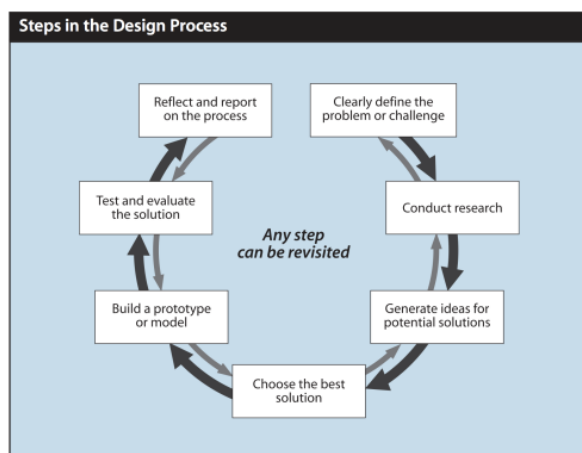 Steps in the Design Process
Clearly define the
problem or challenge
Conduct research
Generate ideas for
potential solutions
Choose the best
solution
Build a prototype
or model
Test and evaluate
the solution
Reflect and report
on the process
Any step
can be revisited